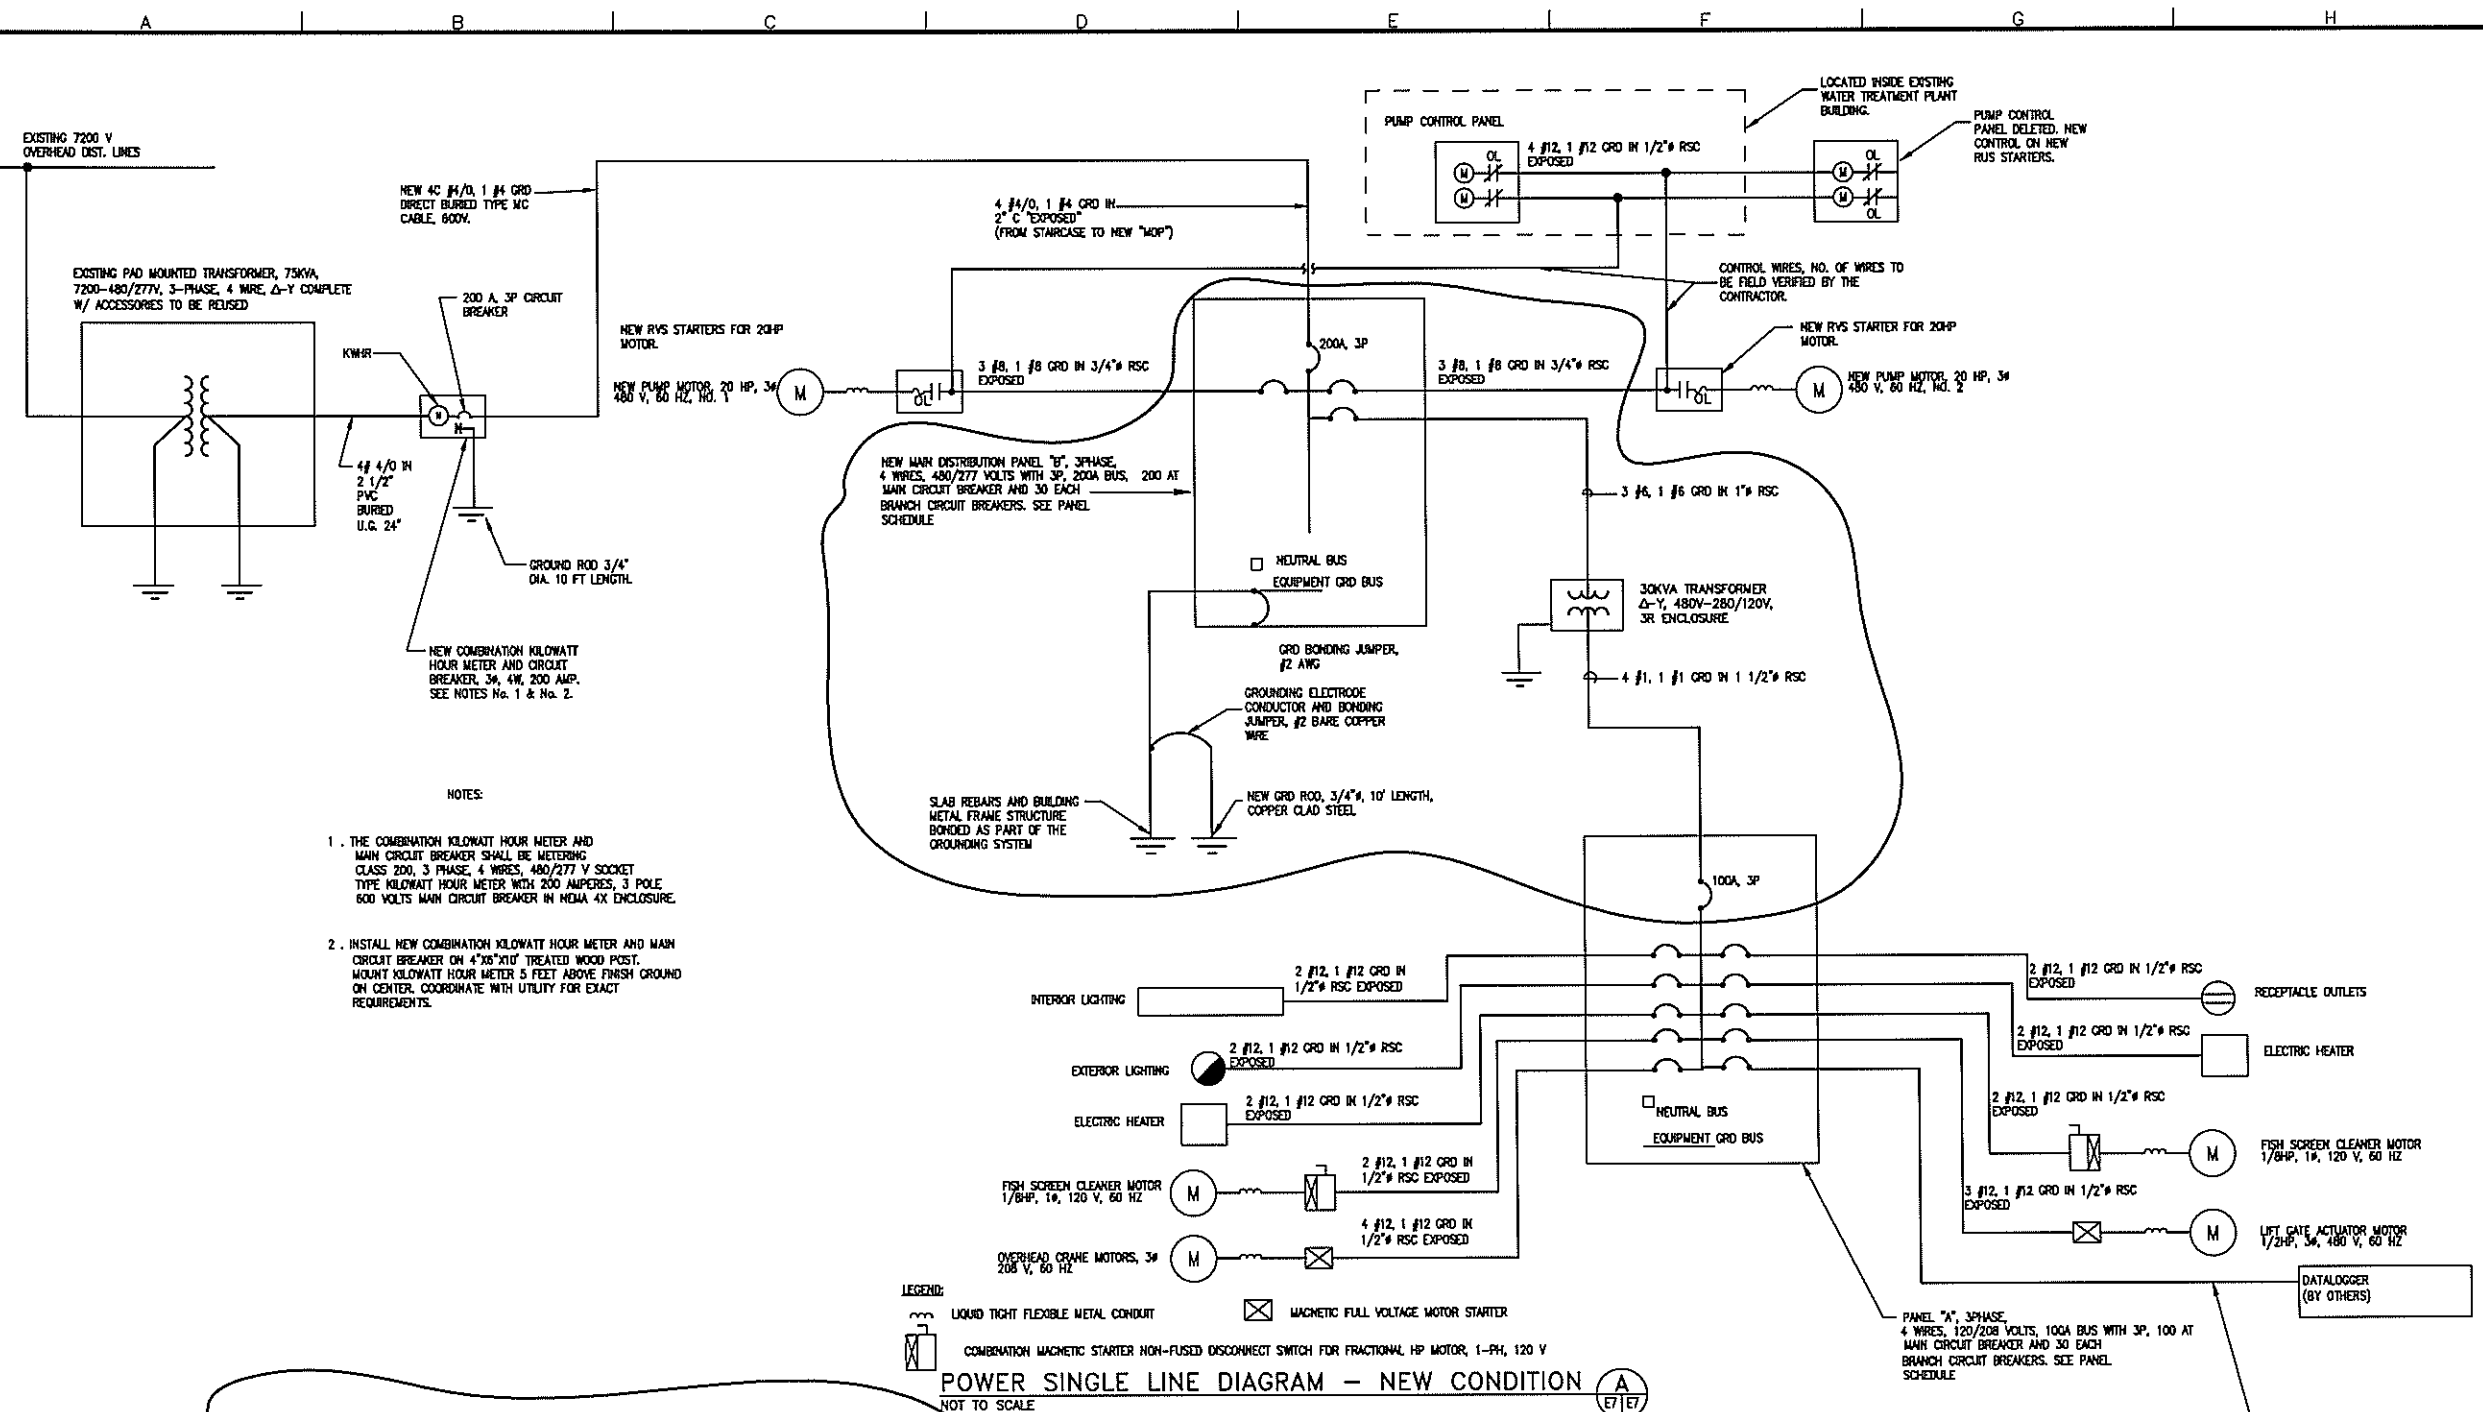 A B C D E F G H
EXISTING 7200 V
OVERHEAD DIST. LINES
NEW 4C #4/0, 1 #4 GRD
DIRECT BURIED TYPE MC
CABLE, 600V.
EXISTING PAD MOUNTED TRANSFORMER, 75KVA,
7200-480/277V, 3-PHASE, 4 WIRE, Δ-Y COMPLETE
W/ ACCESSORIES TO BE REUSED
200 A, 3P CIRCUIT
BREAKER
KWHR
M
N
4# 4/0 IN
2 1/2"
PVC
BURIED
U.G. 24"
GROUND ROD 3/4"
DIA. 10 FT LENGTH.
NEW COMBINATION KILOWATT
HOUR METER AND CIRCUIT
BREAKER, 3ø, 4W, 200 AMP.
SEE NOTES No. 1 & No. 2.
NOTES:
1 . THE COMBINATION KILOWATT HOUR METER AND
MAIN CIRCUIT BREAKER SHALL BE METERING
CLASS 200, 3 PHASE, 4 WIRES, 480/277 V SOCKET
TYPE KILOWATT HOUR METER WITH 200 AMPERES, 3 POLE
600 VOLTS MAIN CIRCUIT BREAKER IN NEMA 4X ENCLOSURE.
2 . INSTALL NEW COMBINATION KILOWATT HOUR METER AND MAIN
CIRCUIT BREAKER ON 4"X6"X10' TREATED WOOD POST.
MOUNT KILOWATT HOUR METER 5 FEET ABOVE FINISH GROUND
ON CENTER. COORDINATE WITH UTILITY FOR EXACT
REQUIREMENTS.
4 #4/0, 1 #4 GRD IN
2" C "EXPOSED"
(FROM STAIRCASE TO NEW "MDP")
PUMP CONTROL PANEL
OL
M
M
4 #12, 1 #12 GRD IN 1/2"ø RSC
EXPOSED
OL
M
M
OL
LOCATED INSIDE EXISTING
WATER TREATMENT PLANT
BUILDING.
PUMP CONTROL
PANEL DELETED, NEW
CONTROL ON NEW
RUS STARTERS.
CONTROL WIRES, NO. OF WIRES TO
BE FIELD VERIFIED BY THE
CONTRACTOR.
NEW RVS STARTERS FOR 20HP
MOTOR.
NEW PUMP MOTOR, 20 HP, 3ø
480 V, 60 HZ, NO. 1
M
OL
3 #8, 1 #8 GRD IN 3/4"ø RSC
EXPOSED
200A, 3P
3 #8, 1 #8 GRD IN 3/4"ø RSC
EXPOSED
NEW RVS STARTER FOR 20HP
MOTOR.
OL
M
NEW PUMP MOTOR, 20 HP, 3ø
480 V, 60 HZ, NO. 2
NEW MAIN DISTRIBUTION PANEL "B", 3PHASE,
4 WIRES, 480/277 VOLTS WITH 3P, 200A BUS, 200 AT
MAIN CIRCUIT BREAKER AND 30 EACH
BRANCH CIRCUIT BREAKERS. SEE PANEL
SCHEDULE
NEUTRAL BUS
EQUIPMENT GRD BUS
GRD BONDING JUMPER,
#2 AWG
GROUNDING ELECTRODE
CONDUCTOR AND BONDING
JUMPER, #2 BARE COPPER
WIRE
SLAB REBARS AND BUILDING
METAL FRAME STRUCTURE
BONDED AS PART OF THE
GROUNDING SYSTEM
NEW GRD ROD, 3/4"ø, 10' LENGTH,
COPPER CLAD STEEL
3 #6, 1 #6 GRD IN 1"ø RSC
30KVA TRANSFORMER
Δ-Y, 480V-280/120V,
3R ENCLOSURE
4 #1, 1 #1 GRD IN 1 1/2"ø RSC
100A, 3P
NEUTRAL BUS
EQUIPMENT GRD BUS
INTERIOR LIGHTING
2 #12, 1 #12 GRD IN
1/2"ø RSC EXPOSED
EXTERIOR LIGHTING
2 #12, 1 #12 GRD IN 1/2"ø RSC
EXPOSED
ELECTRIC HEATER
2 #12, 1 #12 GRD IN 1/2"ø RSC
EXPOSED
FISH SCREEN CLEANER MOTOR
1/8HP, 1ø, 120 V, 60 HZ
M
2 #12, 1 #12 GRD IN
1/2"ø RSC EXPOSED
OVERHEAD CRANE MOTORS, 3ø
208 V, 60 HZ
M
4 #12, 1 #12 GRD IN
1/2"ø RSC EXPOSED
2 #12, 1 #12 GRD IN 1/2"ø RSC
EXPOSED
RECEPTACLE OUTLETS
2 #12, 1 #12 GRD IN 1/2"ø RSC
EXPOSED
ELECTRIC HEATER
2 #12, 1 #12 GRD IN 1/2"ø RSC
EXPOSED
M
FISH SCREEN CLEANER MOTOR
1/8HP, 1ø, 120 V, 60 HZ
3 #12, 1 #12 GRD IN 1/2"ø RSC
EXPOSED
M
LIFT GATE ACTUATOR MOTOR
1/2HP, 3ø, 480 V, 60 HZ
DATALOGGER
(BY OTHERS)
PANEL "A", 3PHASE,
4 WIRES, 120/208 VOLTS, 100A BUS WITH 3P, 100 AT
MAIN CIRCUIT BREAKER AND 30 EACH
BRANCH CIRCUIT BREAKERS. SEE PANEL
SCHEDULE
LEGEND:
LIQUID TIGHT FLEXIBLE METAL CONDUIT
MAGNETIC FULL VOLTAGE MOTOR STARTER
COMBINATION MAGNETIC STARTER NON-FUSED DISCONNECT SWITCH FOR FRACTIONAL HP MOTOR, 1-PH, 120 V
POWER SINGLE LINE DIAGRAM - NEW CONDITION
NOT TO SCALE
A
E7 E7